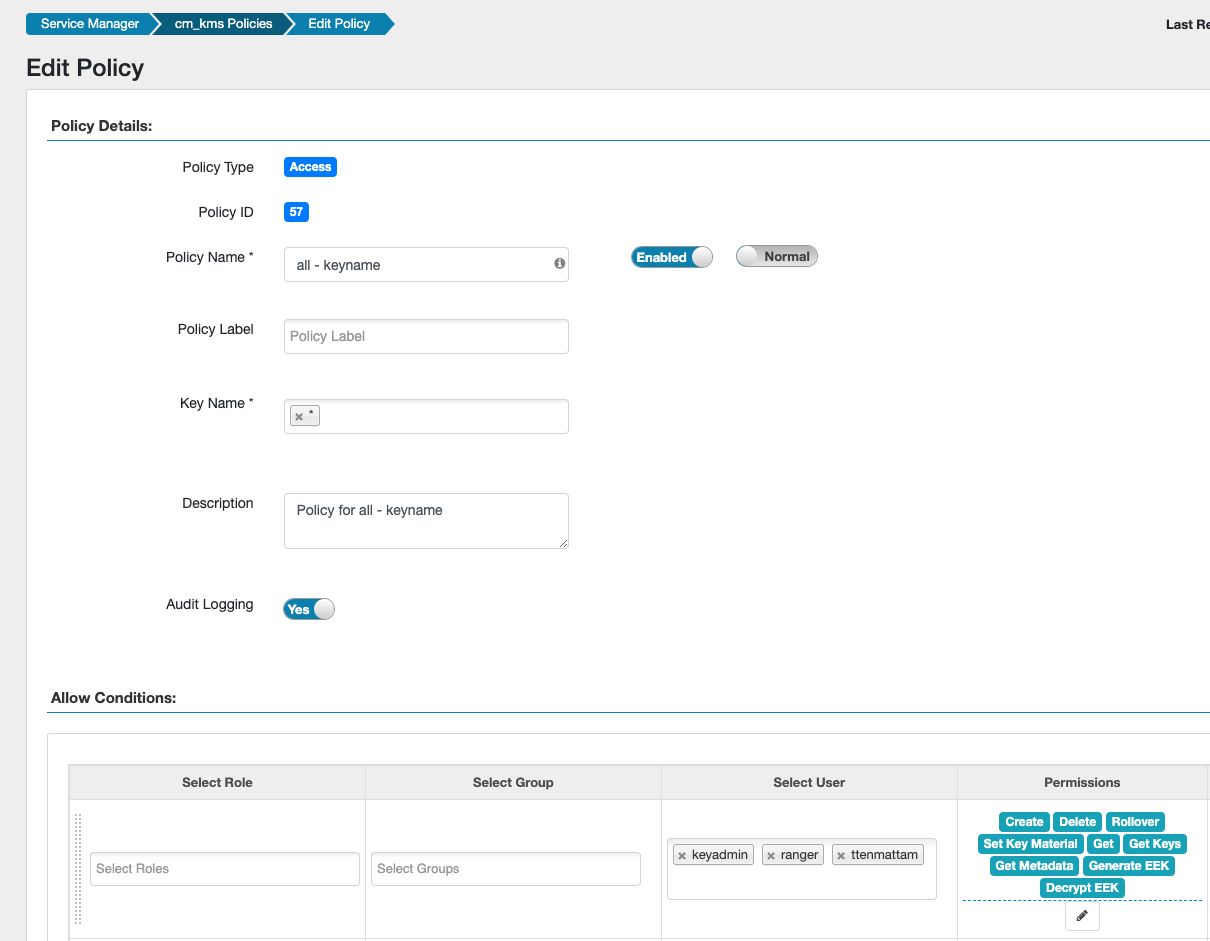 Service Manager cm_kms Policies Edit Policy Last Re
Edit Policy
Policy Details:
Policy Type Access
Policy ID 57
Policy Name * all - keyname Enabled Normal
Policy Label Policy Label
Key Name * × *
Description Policy for all - keyname
Audit Logging Yes
Allow Conditions:
Select Role Select Group Select User Permissions
Select Roles Select Groups × keyadmin × ranger × ttenmattam
Create Delete Rollover
Set Key Material Get Get Keys
Get Metadata Generate EEK
Decrypt EEK